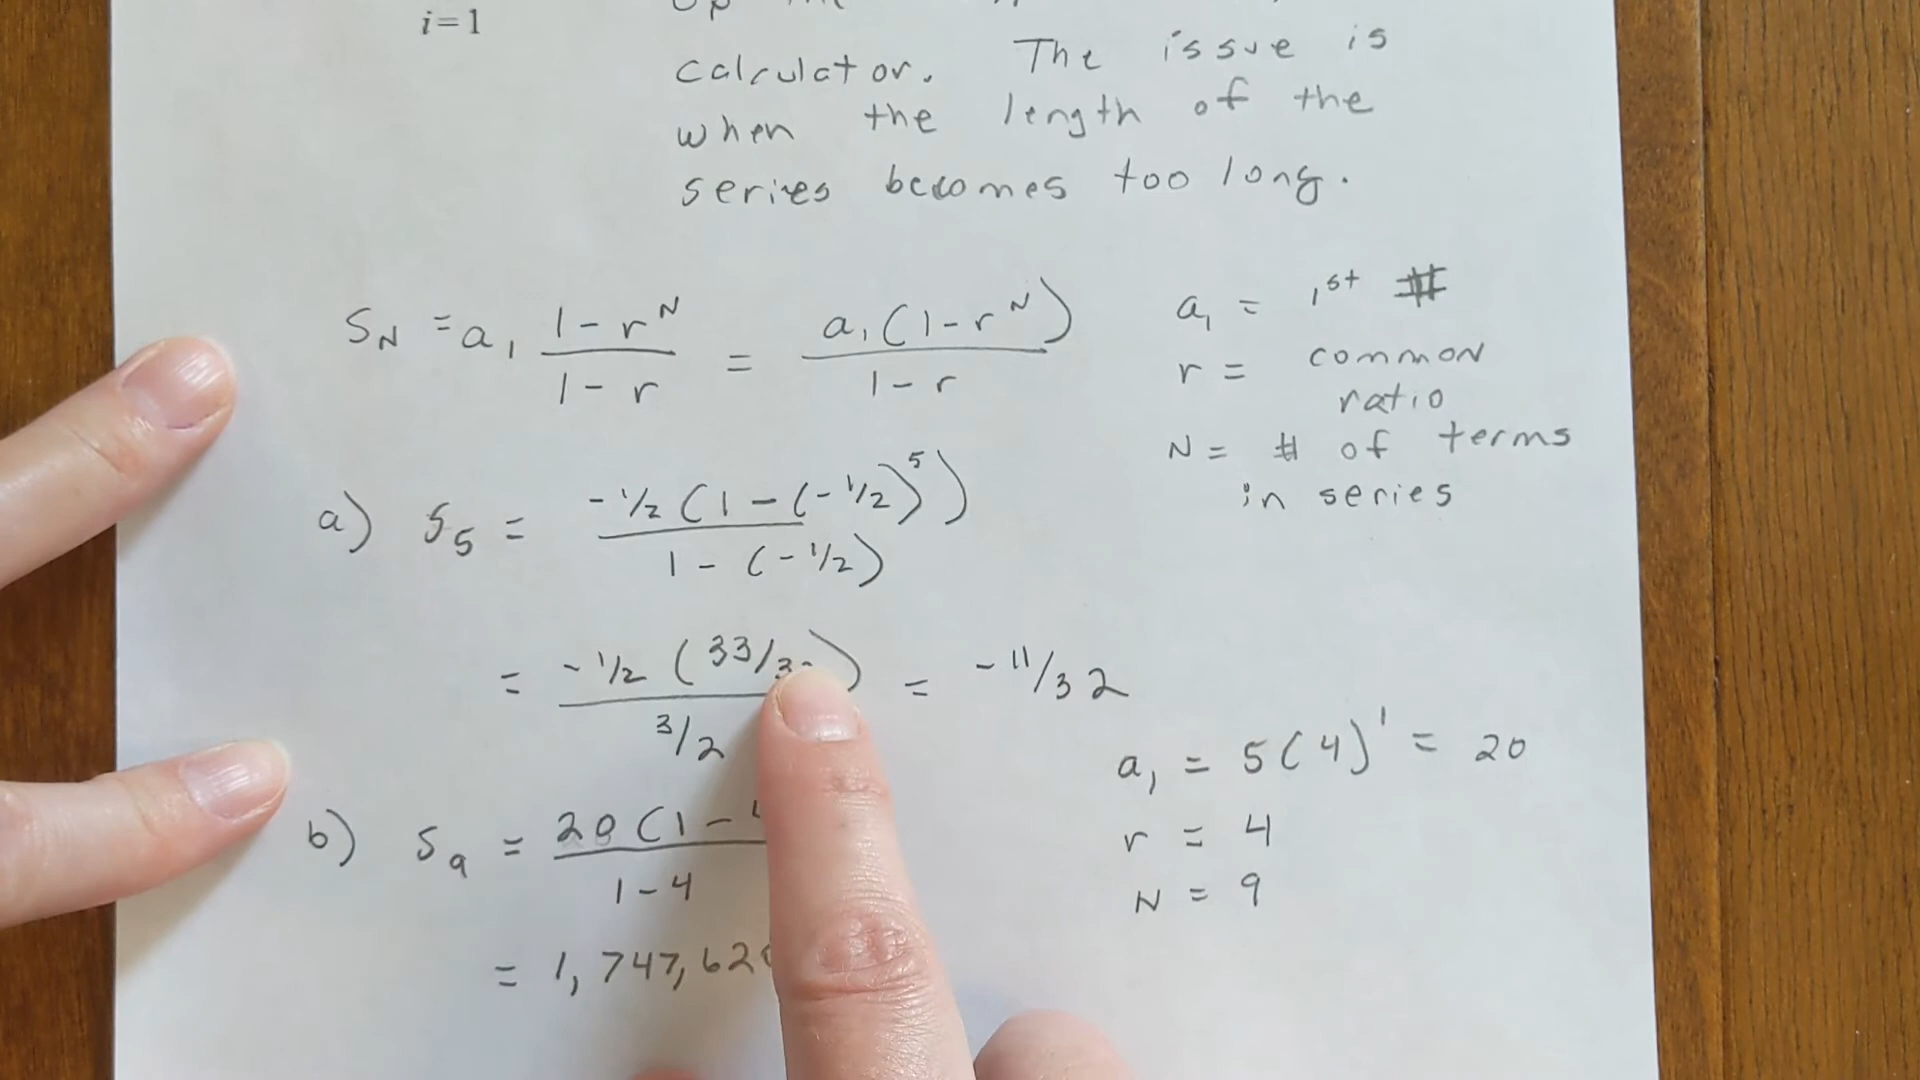 i=1
calculator. The issue is
when the length of the
series becomes too long.
S_N = a_1 (1-r^N)/(1-r) = a_1(1-r^N)/(1-r)
a_1 = 1st #
r = common
ratio
N = # of terms
in series
a) S_5 = -1/2(1-(-1/2)^5)/(1-(-1/2))
= -1/2(33/3)/(3/2) = -11/32
b) S_9 = 20(1-/(1-4)
= 1,747,62
a_1 = 5(4)^1 = 20
r = 4
N = 9